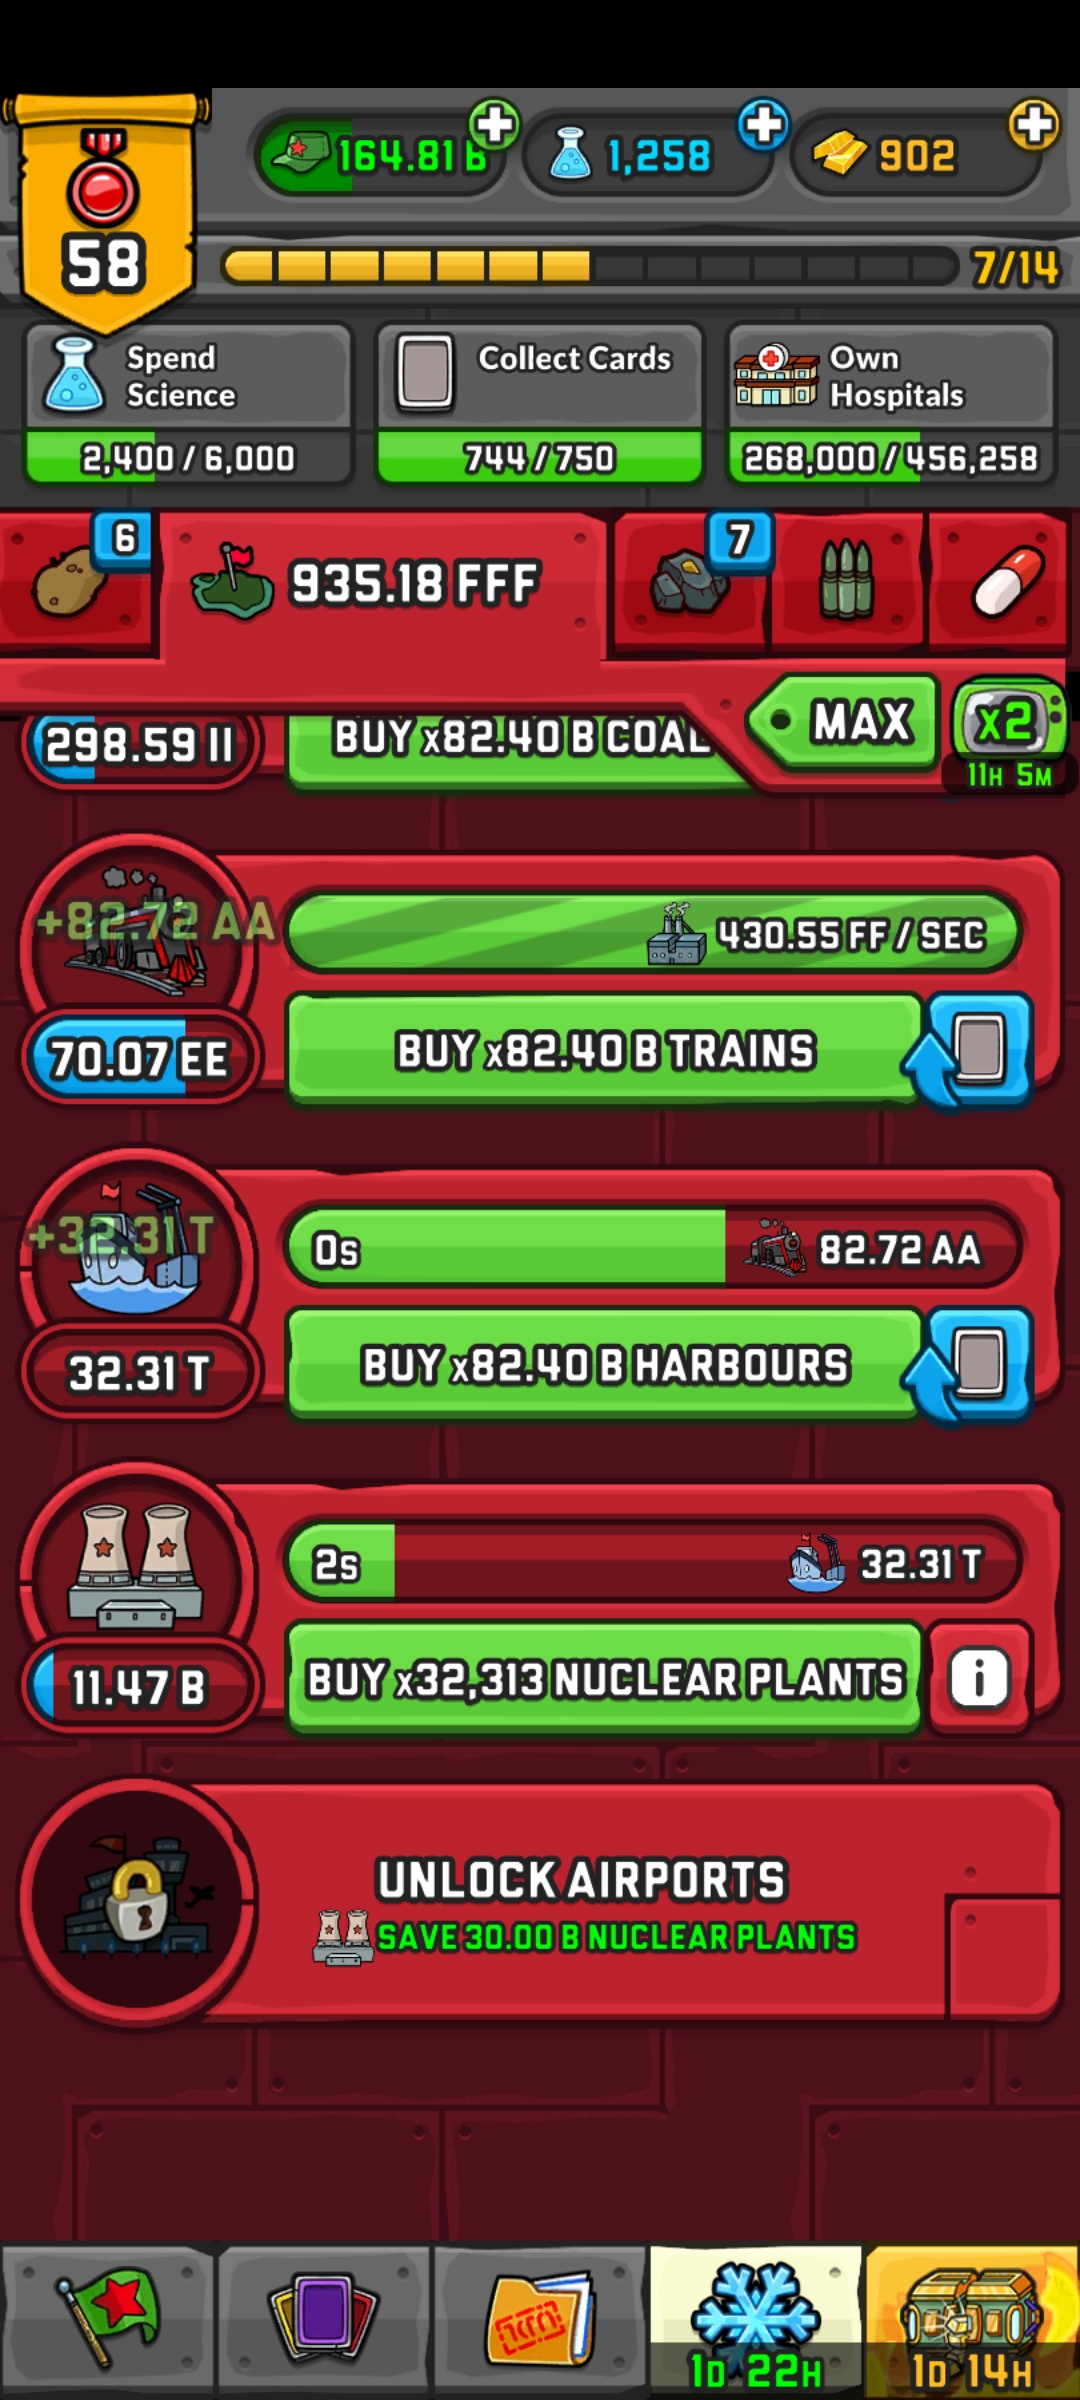 164.81 B
1,258
902
58
7/14
Spend
Science
2,400 / 6,000
Collect Cards
744 / 750
Own
Hospitals
268,000 / 456,258
6
935.18 FFF
7
MAX
x2
11H 5M
298.59 II
BUY x82.40 B COAL
+82.72 AA
430.55 FF / SEC
70.07 EE
BUY x82.40 B TRAINS
+32.31 T
0s
82.72 AA
32.31 T
BUY x82.40 B HARBOURS
2s
32.31 T
11.47 B
BUY x32,313 NUCLEAR PLANTS
i
UNLOCK AIRPORTS
SAVE 30.00 B NUCLEAR PLANTS
1D 22H
1D 14H